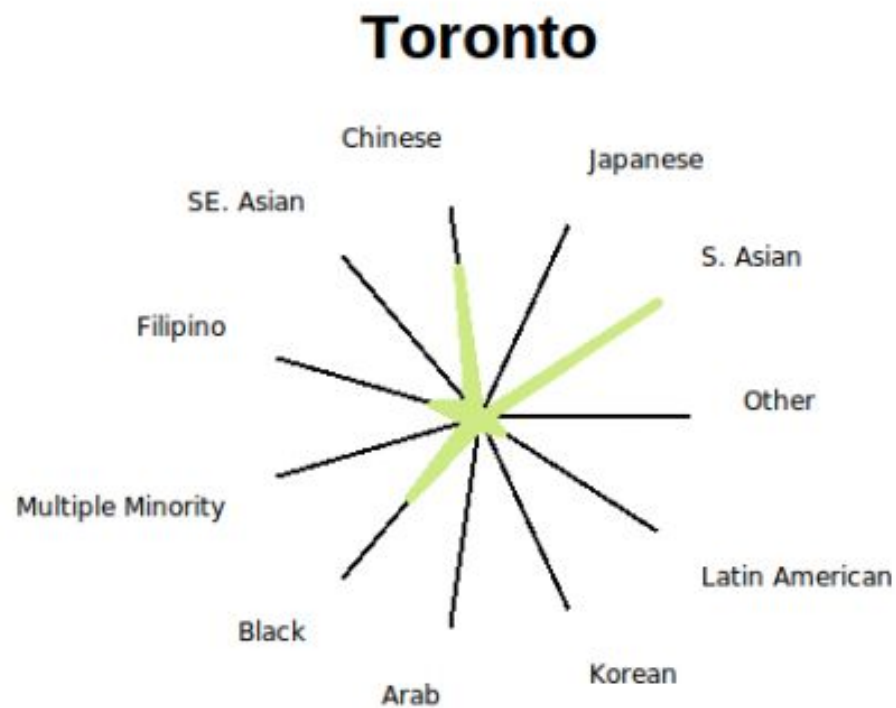 Toronto
Chinese
Japanese
SE. Asian
S. Asian
Filipino
Other
Multiple Minority
Latin American
Black
Korean
Arab